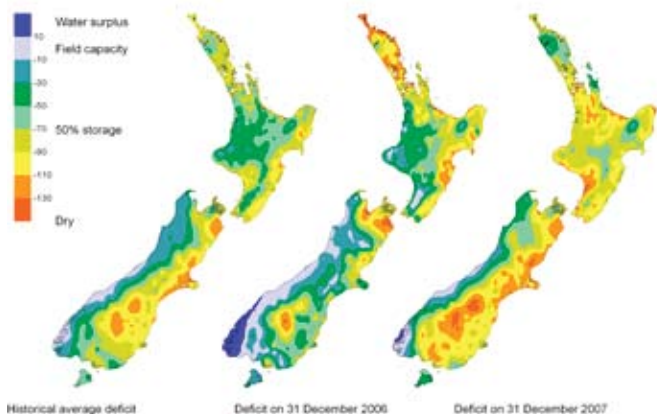 Water surplus
10
Field capacity
-10
-30
-50
50% storage
-70
-90
-110
-130
Dry
Historical average deficit
Deficit on 31 December 2006
Deficit on 31 December 2007